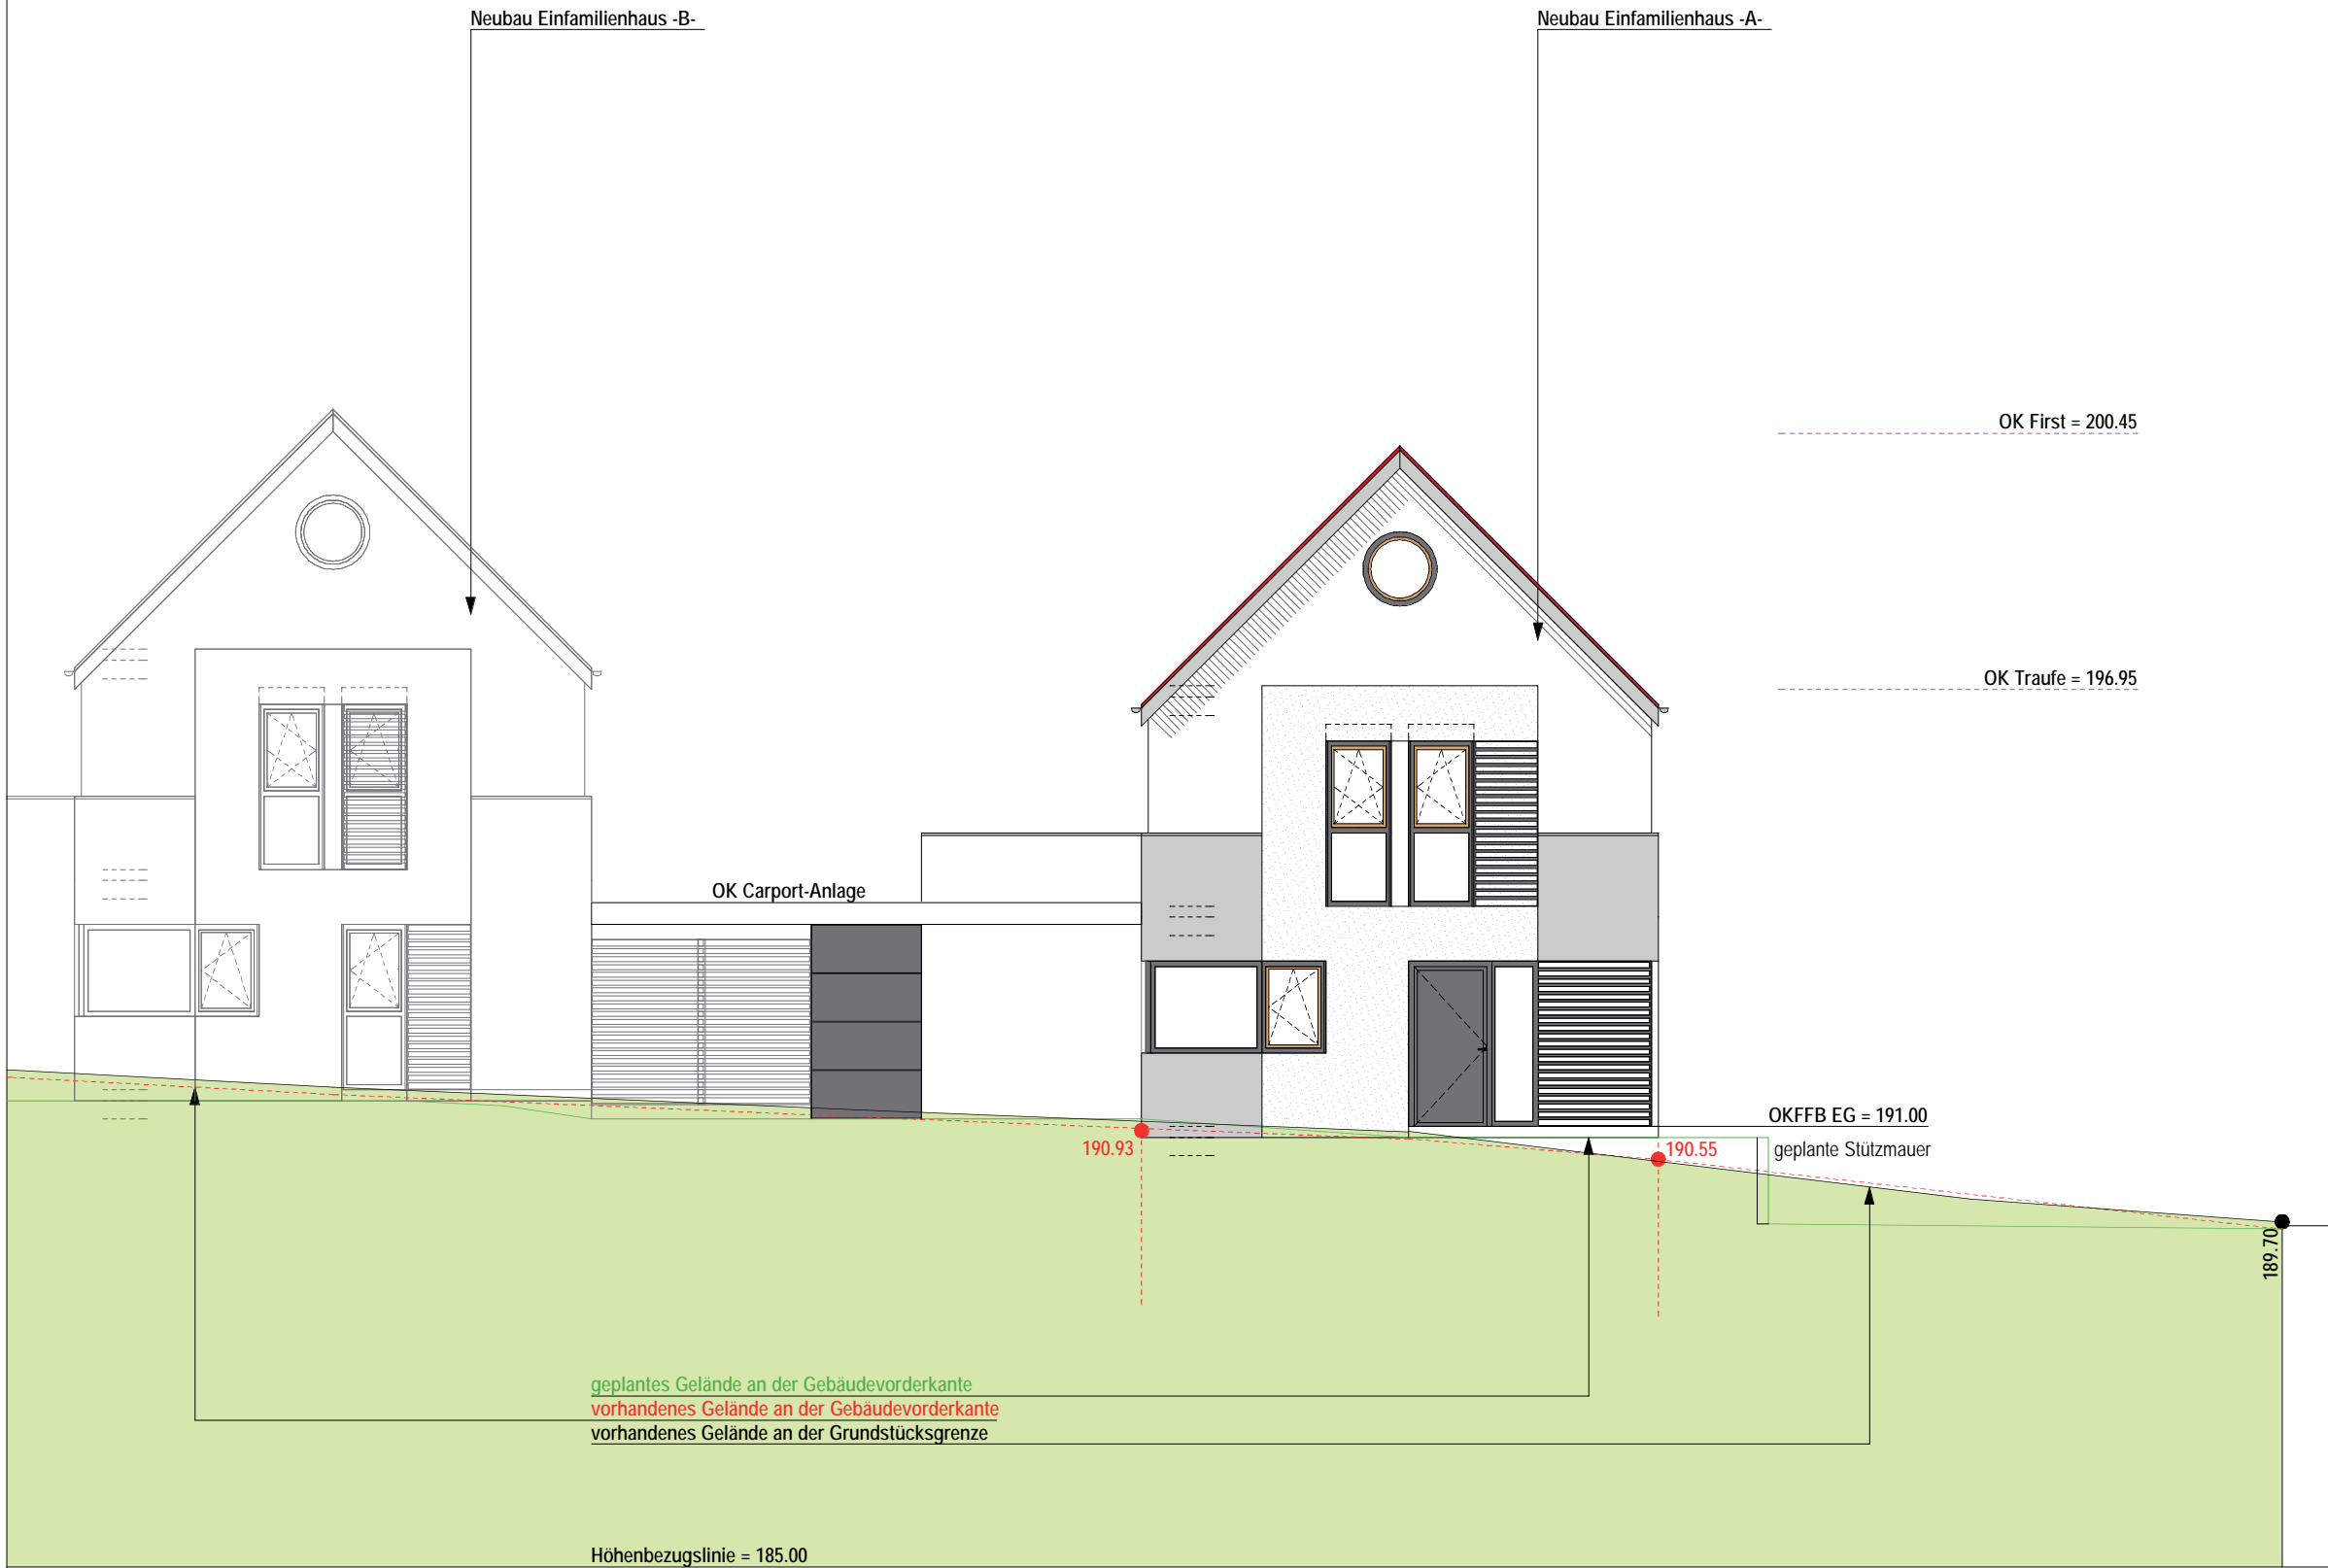 Neubau Einfamilienhaus -B-
Neubau Einfamilienhaus -A-
OK First = 200.45
OK Traufe = 196.95
OK Carport-Anlage
OKFFB EG = 191.00
190.93
190.55
geplante Stützmauer
189.70
geplantes Gelände an der Gebäudevorderkante
vorhandenes Gelände an der Gebäudevorderkante
vorhandenes Gelände an der Grundstücksgrenze
Höhenbezugslinie = 185.00